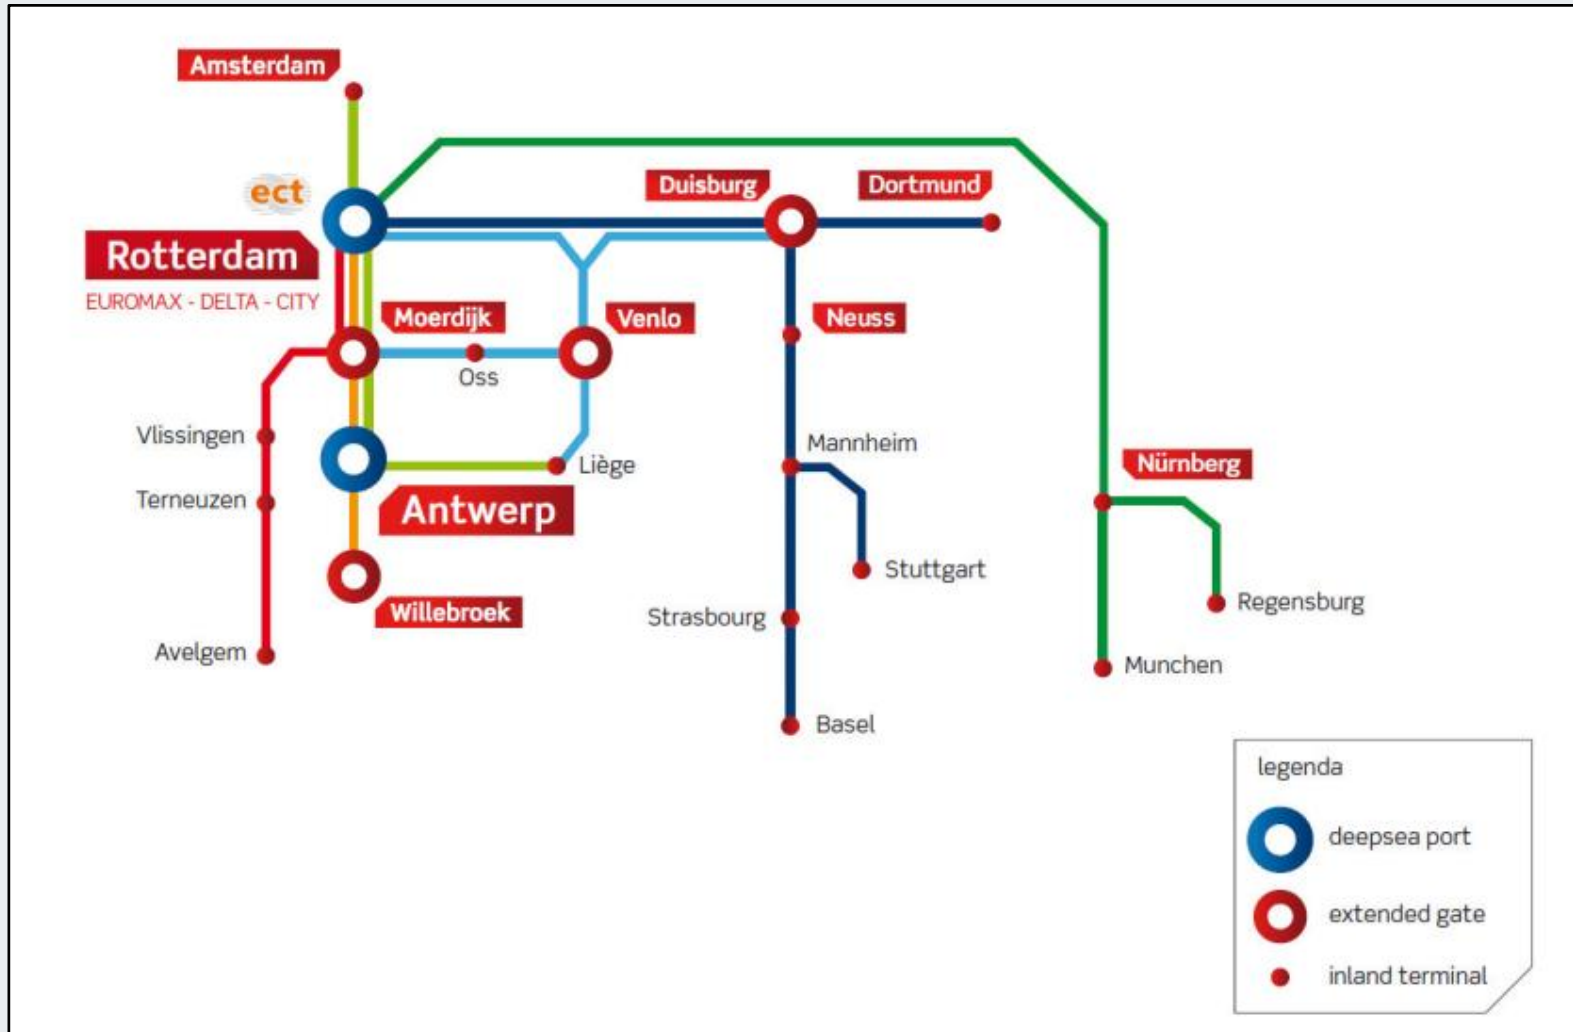 Amsterdam
ect
Duisburg
Dortmund
Rotterdam
EUROMAX - DELTA - CITY
Moerdijk
Venlo
Neuss
Oss
Vlissingen
Mannheim
Liège
Nürnberg
Terneuzen
Antwerp
Stuttgart
Willebroek
Strasbourg
Regensburg
Avelgem
Munchen
Basel
legenda
deepsea port
extended gate
inland terminal